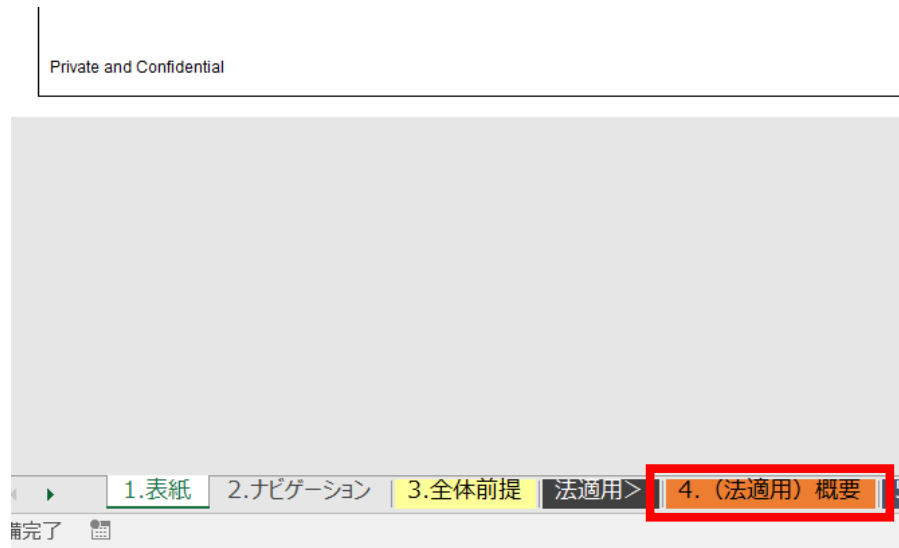 Private and Confidential
1.表紙 2.ナビゲーション 3.全体前提 法適用> 4.（法適用）概要
備完了